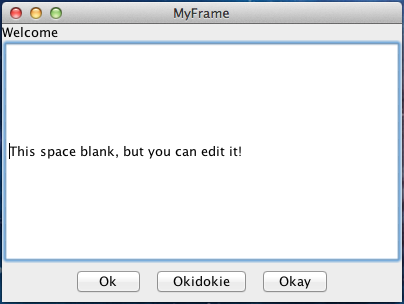 MyFrame
Welcome
This space blank, but you can edit it!
Ok Okidokie Okay